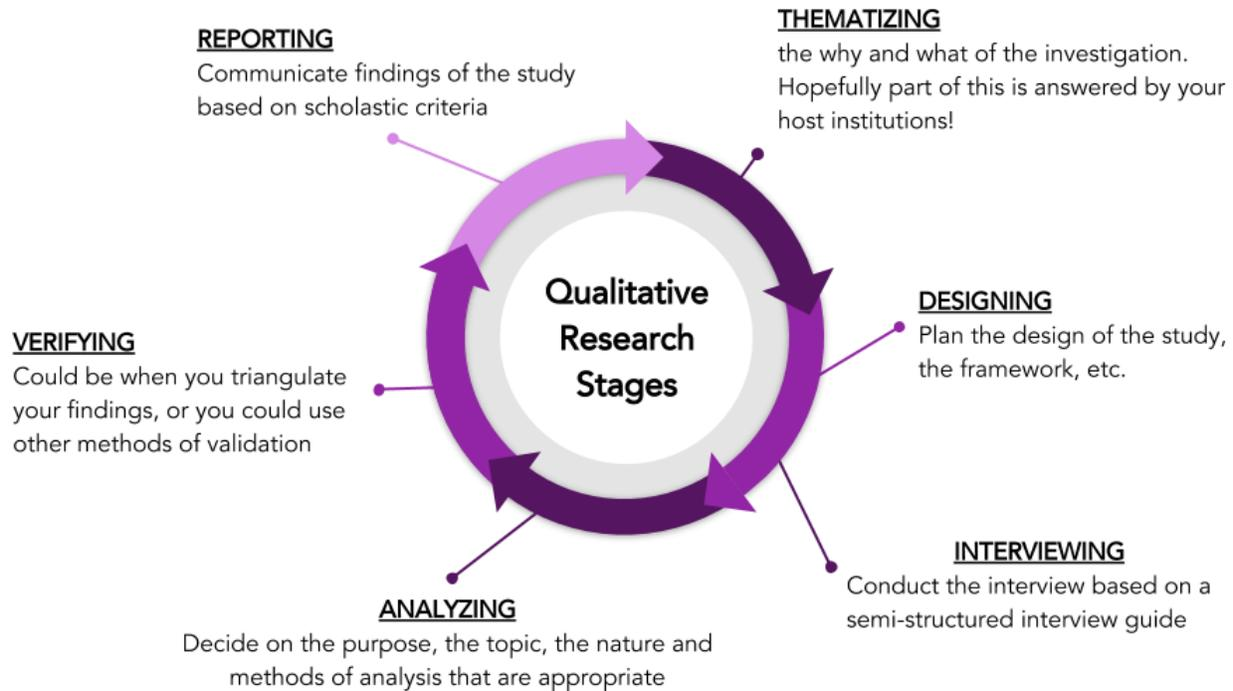 REPORTING
Communicate findings of the study
based on scholastic criteria
THEMATIZING
the why and what of the investigation.
Hopefully part of this is answered by your
host institutions!
Qualitative
Research
Stages
DESIGNING
Plan the design of the study,
the framework, etc.
VERIFYING
Could be when you triangulate
your findings, or you could use
other methods of validation
INTERVIEWING
Conduct the interview based on a
semi-structured interview guide
ANALYZING
Decide on the purpose, the topic, the nature and
methods of analysis that are appropriate